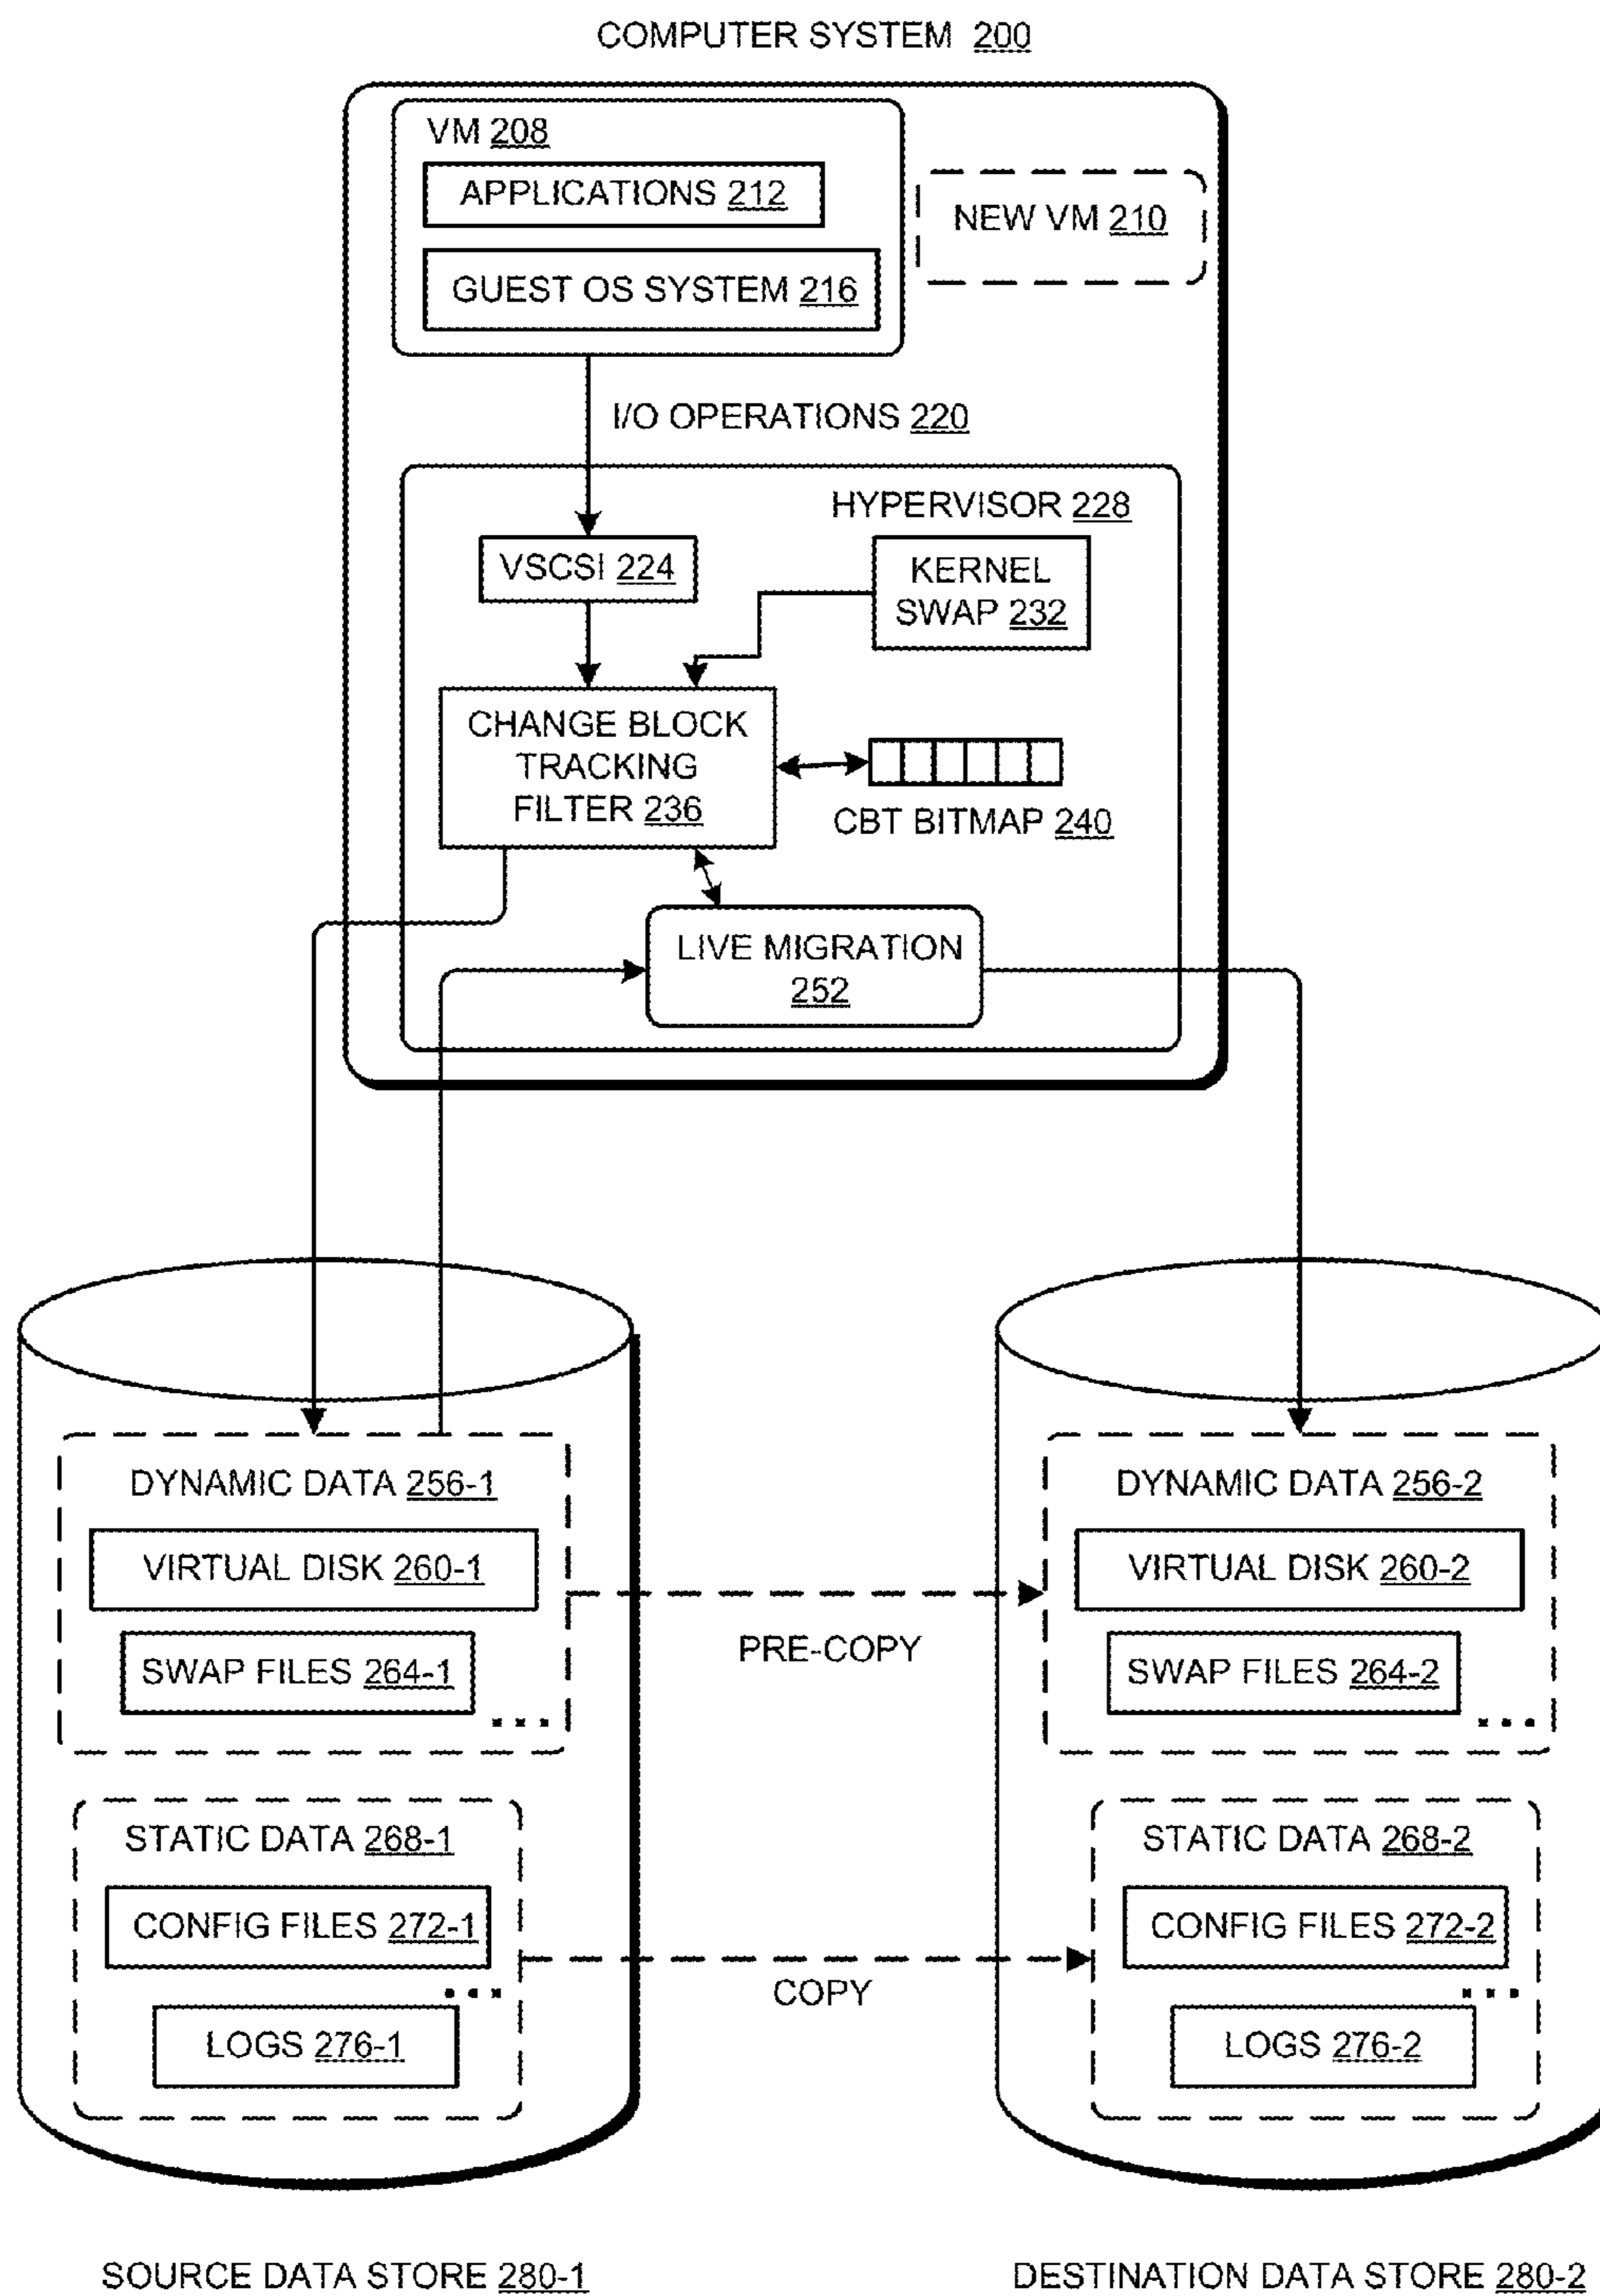 COMPUTER SYSTEM 200
VM 208
APPLICATIONS 212
GUEST OS SYSTEM 216
NEW VM 210
I/O OPERATIONS 220
HYPERVISOR 228
VSCSI 224
KERNEL
SWAP 232
CHANGE BLOCK
TRACKING
FILTER 236
CBT BITMAP 240
LIVE MIGRATION
252
DYNAMIC DATA 256-1
VIRTUAL DISK 260-1
SWAP FILES 264-1
...
PRE-COPY
DYNAMIC DATA 256-2
VIRTUAL DISK 260-2
SWAP FILES 264-2
...
STATIC DATA 268-1
CONFIG FILES 272-1
...
LOGS 276-1
COPY
STATIC DATA 268-2
CONFIG FILES 272-2
...
LOGS 276-2
SOURCE DATA STORE 280-1
DESTINATION DATA STORE 280-2